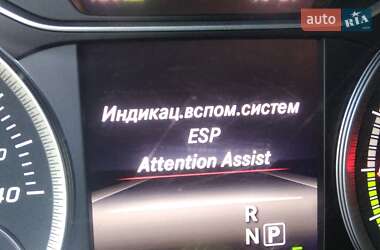 auto RIA
Индикац.вспом.систем
ESP
Attention Assist
40
R
N P